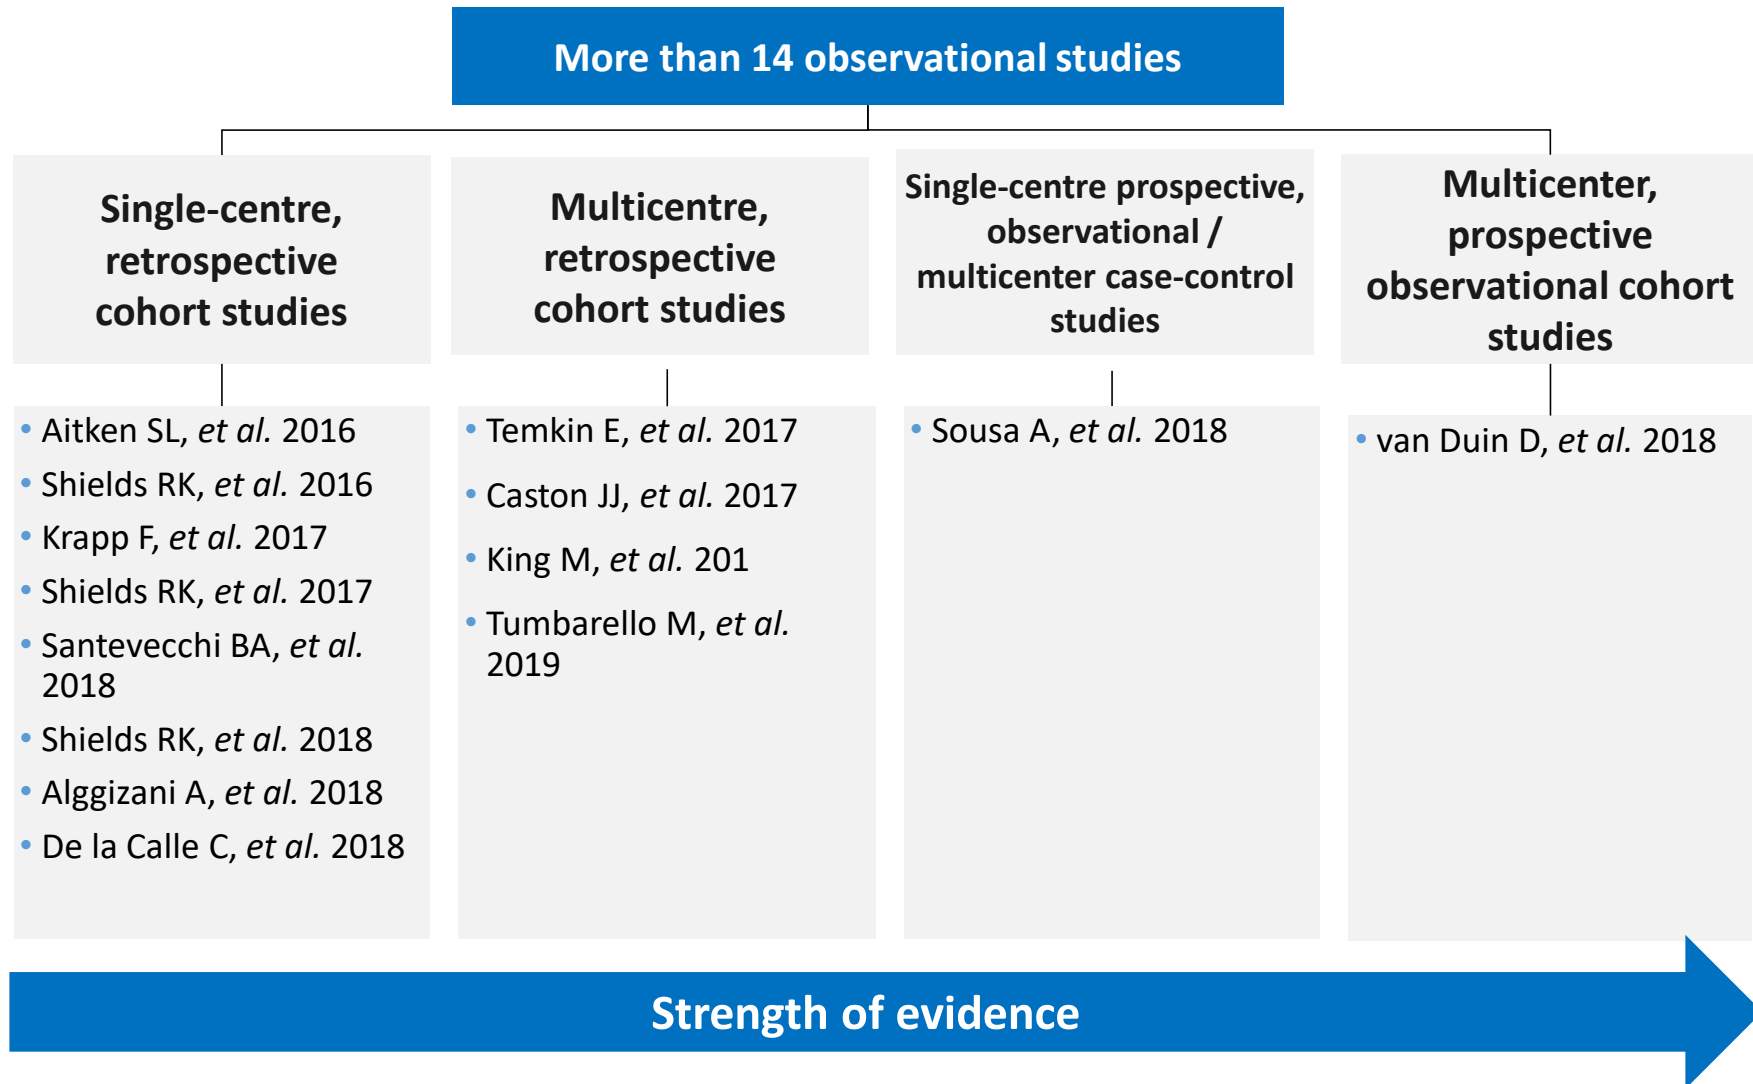 More than 14 observational studies
Single-centre,
retrospective
cohort studies
Multicentre,
retrospective
cohort studies
Single-centre prospective,
observational /
multicenter case-control
studies
Multicenter,
prospective
observational cohort
studies
• Aitken SL, et al. 2016
• Shields RK, et al. 2016
• Krapp F, et al. 2017
• Shields RK, et al. 2017
• Santevecchi BA, et al.
2018
• Shields RK, et al. 2018
• Alggizani A, et al. 2018
• De la Calle C, et al. 2018
• Temkin E, et al. 2017
• Caston JJ, et al. 2017
• King M, et al. 201
• Tumbarello M, et al.
2019
• Sousa A, et al. 2018
• van Duin D, et al. 2018
Strength of evidence